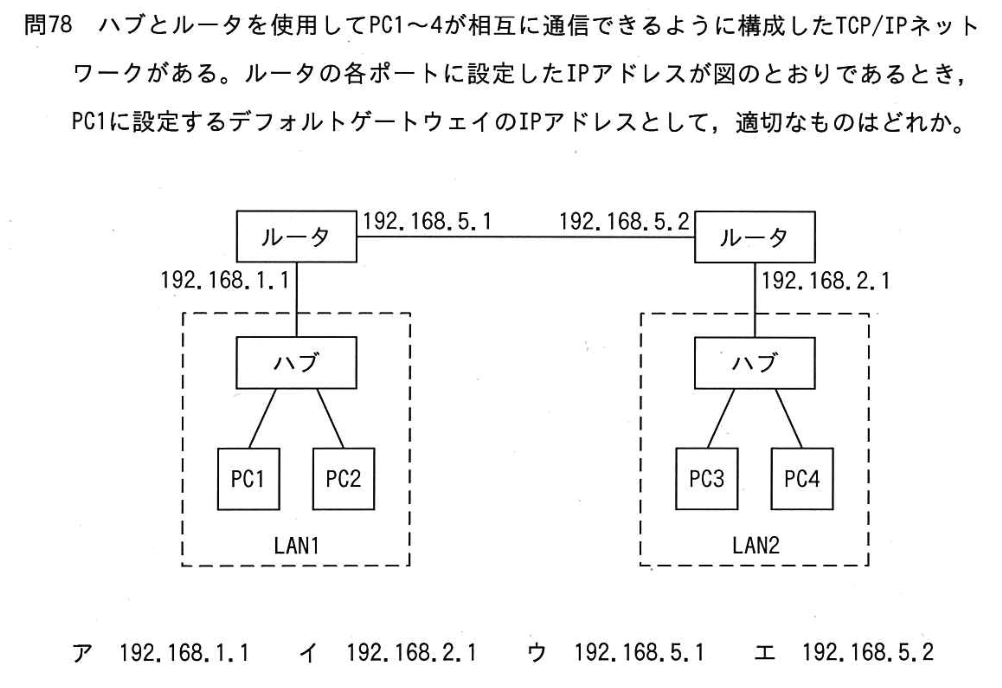 問78 ハブとルータを使用してPC1〜4が相互に通信できるように構成したTCP/IPネット
ワークがある。ルータの各ポートに設定したIPアドレスが図のとおりであるとき，
PC1に設定するデフォルトゲートウェイのIPアドレスとして，適切なものはどれか。
ルータ 192.168.5.1 192.168.5.2 ルータ
192.168.1.1 192.168.2.1
ハブ ハブ
PC1 PC2 PC3 PC4
LAN1 LAN2
ア 192.168.1.1 イ 192.168.2.1 ウ 192.168.5.1 エ 192.168.5.2